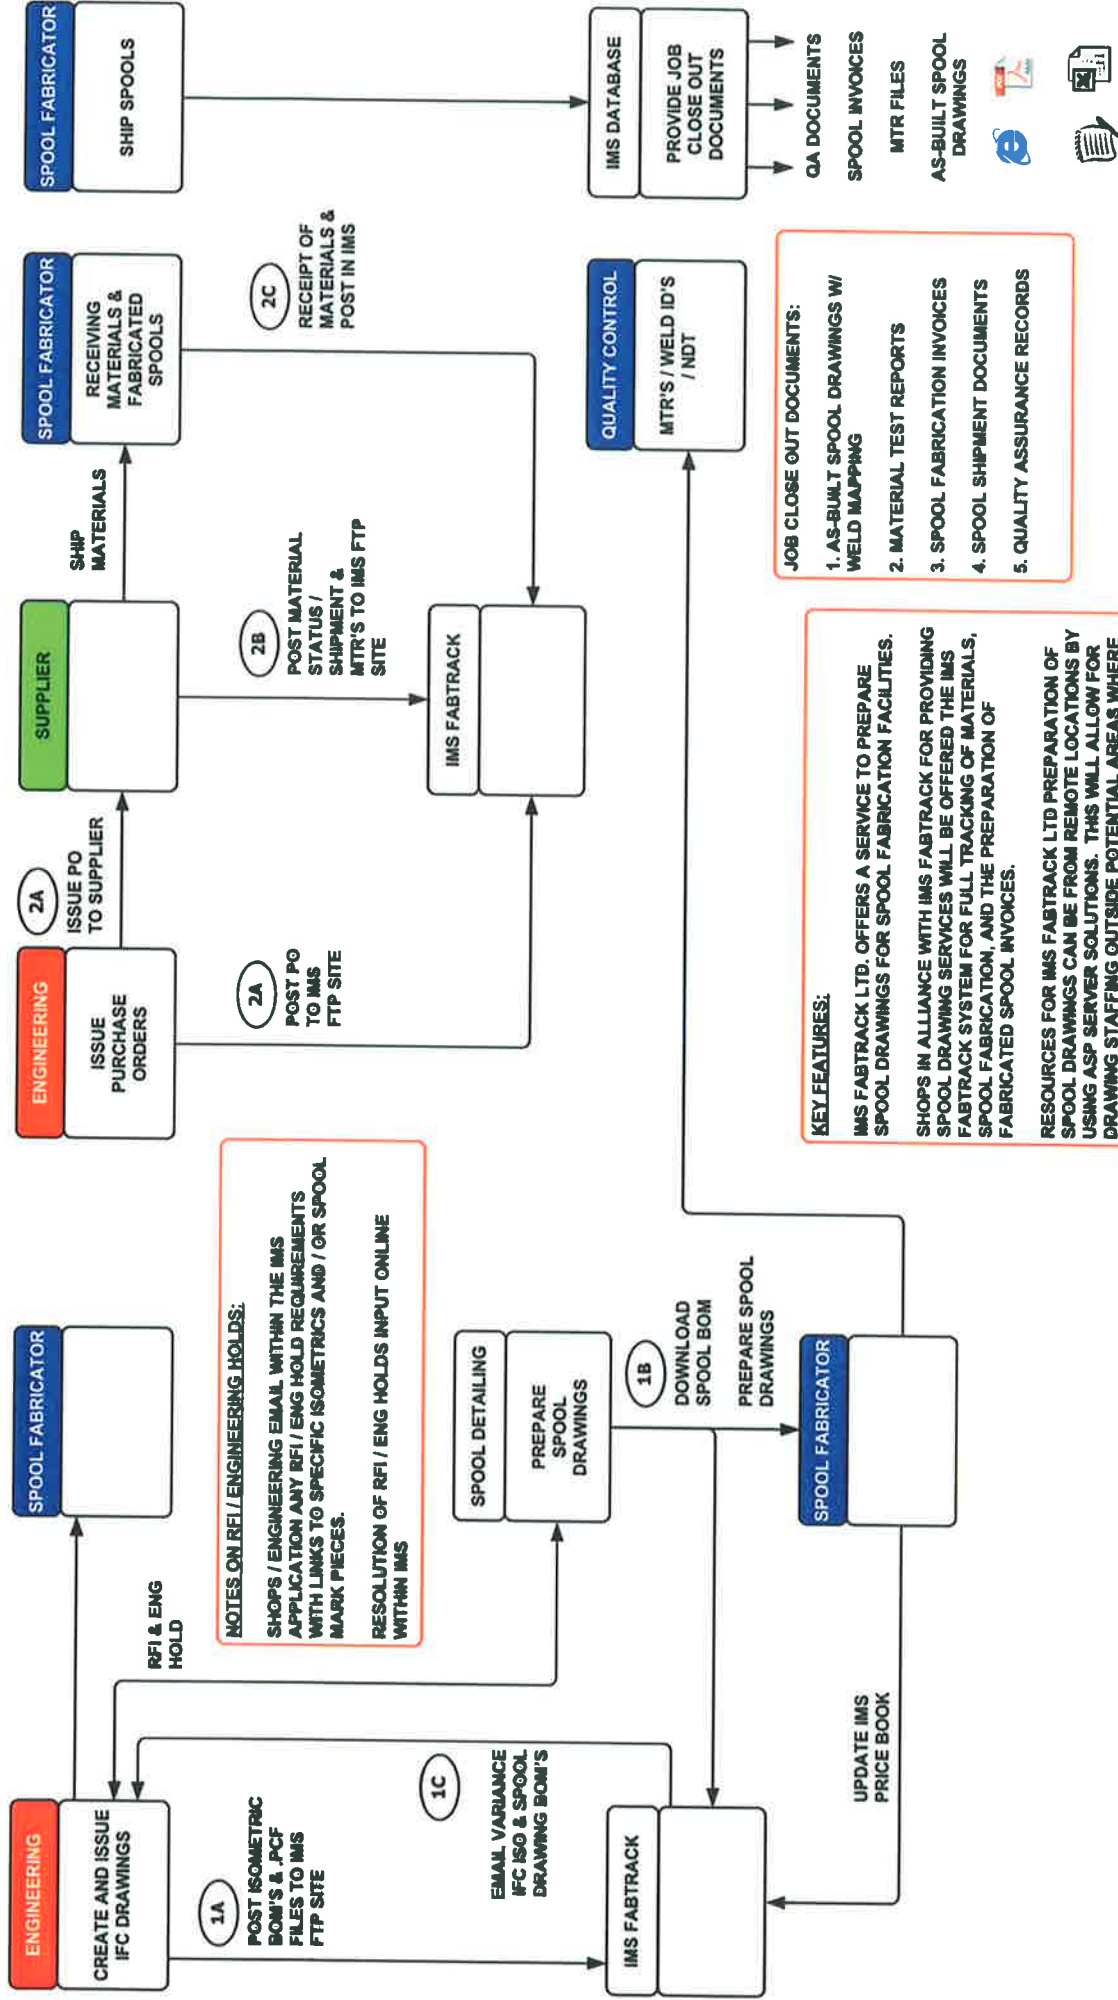 ENGINEERING
CREATE AND ISSUE
IFC DRAWINGS
SPOOL FABRICATOR
RFI & ENG
HOLD
1A
POST ISOMETRIC
BOM'S & .PCF
FILES TO IMS
FTP SITE
1C
EMAIL VARIANCE
IFC ISO & SPOOL
DRAWING BOM'S
NOTES ON RFI / ENGINEERING HOLDS:
SHOPS / ENGINEERING EMAIL WITHIN THE IMS
APPLICATION ANY RFI / ENG HOLD REQUIREMENTS
WITH LINKS TO SPECIFIC ISOMETRICS AND / OR SPOOL
MARK PIECES.
RESOLUTION OF RFI / ENG HOLDS INPUT ONLINE
WITHIN IMS
SPOOL DETAILING
PREPARE
SPOOL
DRAWINGS
1B
DOWNLOAD
SPOOL BOM
PREPARE SPOOL
DRAWINGS
IMS FABTRACK
UPDATE IMS
PRICE BOOK
SPOOL FABRICATOR
ENGINEERING
ISSUE
PURCHASE
ORDERS
2A
ISSUE PO
TO SUPPLIER
SUPPLIER
SHIP
MATERIALS
SPOOL FABRICATOR
RECEIVING
MATERIALS &
FABRICATED
SPOOLS
2A
POST PO
TO IMS
FTP SITE
2B
POST MATERIAL
STATUS /
SHIPMENT &
MTR'S TO IMS FTP
SITE
2C
RECEIPT OF
MATERIALS &
POST IN IMS
IMS FABTRACK
SPOOL FABRICATOR
SHIP SPOOLS
QUALITY CONTROL
MTR'S / WELD ID'S
/ NDT
IMS DATABASE
PROVIDE JOB
CLOSE OUT
DOCUMENTS
QA DOCUMENTS
SPOOL INVOICES
MTR FILES
AS-BUILT SPOOL
DRAWINGS
KEY FEATURES:
IMS FABTRACK LTD. OFFERS A SERVICE TO PREPARE
SPOOL DRAWINGS FOR SPOOL FABRICATION FACILITIES.
SHOPS IN ALLIANCE WITH IMS FABTRACK FOR PROVIDING
SPOOL DRAWING SERVICES WILL BE OFFERED THE IMS
FABTRACK SYSTEM FOR FULL TRACKING OF MATERIALS,
SPOOL FABRICATION, AND THE PREPARATION OF
FABRICATED SPOOL INVOICES.
RESOURCES FOR IMS FABTRACK LTD PREPARATION OF
SPOOL DRAWINGS CAN BE FROM REMOTE LOCATIONS BY
USING ASP SERVER SOLUTIONS. THIS WILL ALLOW FOR
DRAWING STAFFING OUTSIDE POTENTIAL AREAS WHERE
JOB CLOSE OUT DOCUMENTS:
1. AS-BUILT SPOOL DRAWINGS W/
WELD MAPPING
2. MATERIAL TEST REPORTS
3. SPOOL FABRICATION INVOICES
4. SPOOL SHIPMENT DOCUMENTS
5. QUALITY ASSURANCE RECORDS